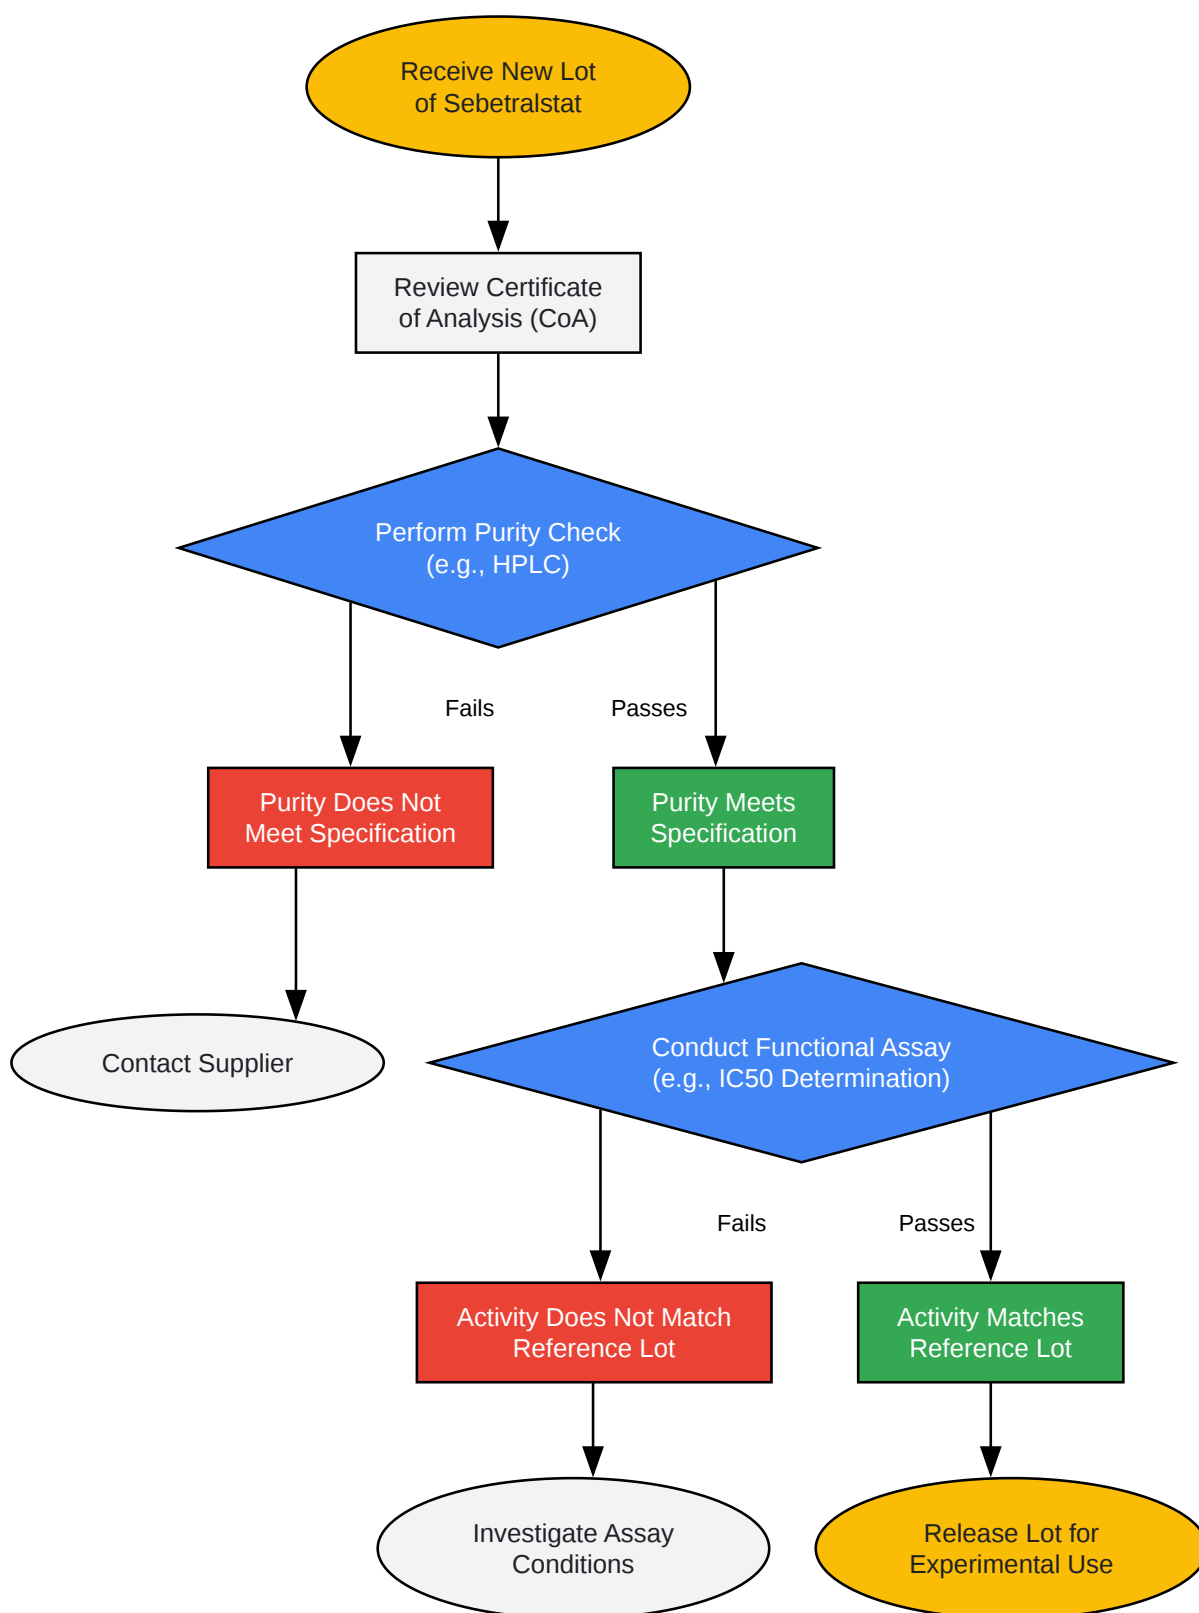 Receive New Lot
of Sebetralstat
Review Certificate
of Analysis (CoA)
Perform Purity Check
(e.g., HPLC)
Fails
Passes
Purity Does Not
Meet Specification
Purity Meets
Specification
Contact Supplier
Conduct Functional Assay
(e.g., IC50 Determination)
Fails
Passes
Activity Does Not Match
Reference Lot
Activity Matches
Reference Lot
Investigate Assay
Conditions
Release Lot for
Experimental Use